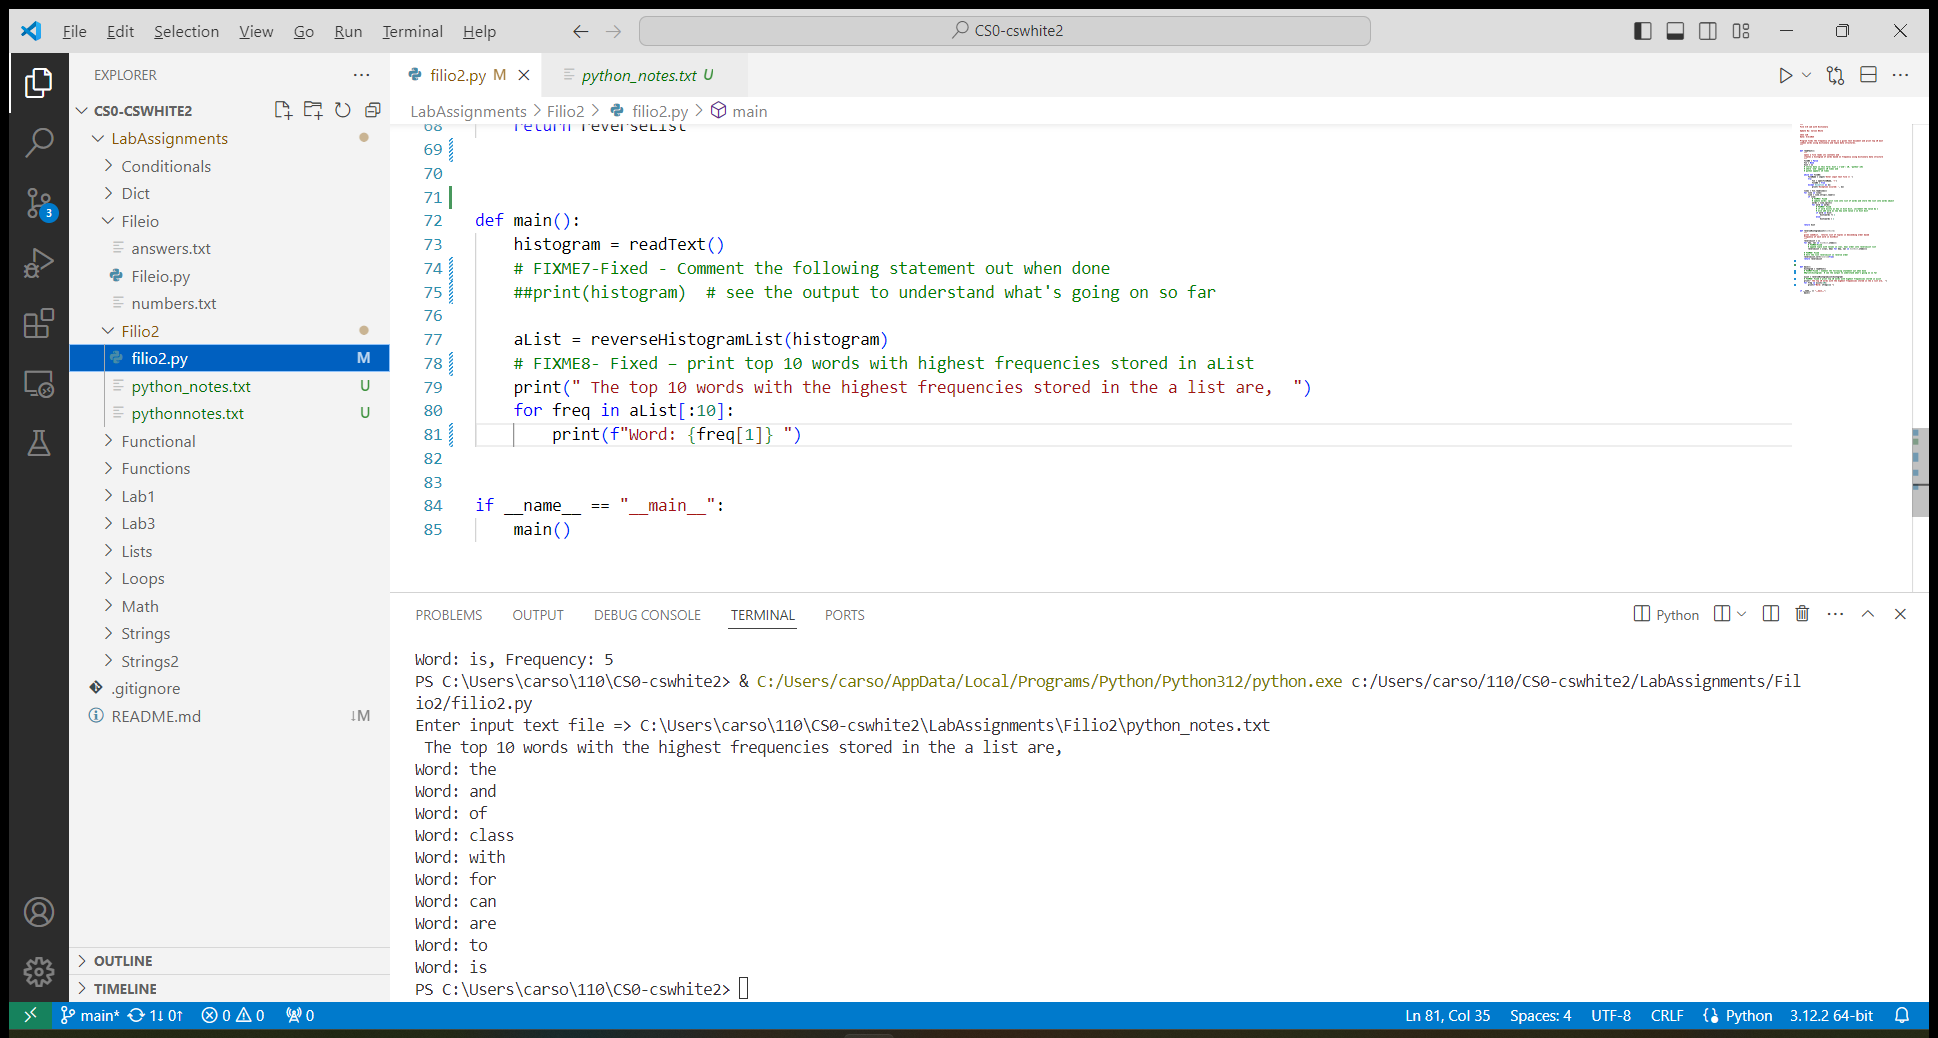 File Edit Selection View Go Run Terminal Help
CS0-cswhite2
EXPLORER
CS0-CSWHITE2
LabAssignments
Conditionals
Dict
Fileio
answers.txt
Fileio.py
numbers.txt
Filio2
filio2.py M
python_notes.txt U
pythonnotes.txt U
Functional
Functions
Lab1
Lab3
Lists
Loops
Math
Strings
Strings2
.gitignore
README.md ↓M
OUTLINE
TIMELINE
filio2.py M
python_notes.txt U
LabAssignments > Filio2 > filio2.py > main
68 return reverseList
69
70
71
72 def main():
73 histogram = readText()
74 # FIXME7-Fixed - Comment the following statement out when done
75 ##print(histogram)  # see the output to understand what's going on so far
76
77 aList = reverseHistogramList(histogram)
78 # FIXME8- Fixed – print top 10 words with highest frequencies stored in aList
79 print(" The top 10 words with the highest frequencies stored in the a list are,  ")
80 for freq in aList[:10]:
81 print(f"Word: {freq[1]} ")
82
83
84 if __name__ == "__main__":
85 main()
PROBLEMS OUTPUT DEBUG CONSOLE TERMINAL PORTS
Python
Word: is, Frequency: 5
PS C:\Users\carso\110\CS0-cswhite2> & C:/Users/carso/AppData/Local/Programs/Python/Python312/python.exe c:/Users/carso/110/CS0-cswhite2/LabAssignments/Fil
io2/filio2.py
Enter input text file => C:\Users\carso\110\CS0-cswhite2\LabAssignments\Filio2\python_notes.txt
The top 10 words with the highest frequencies stored in the a list are,
Word: the
Word: and
Word: of
Word: class
Word: with
Word: for
Word: can
Word: are
Word: to
Word: is
PS C:\Users\carso\110\CS0-cswhite2>
3
main* 1↓ 0↑ 0 0 0
Ln 81, Col 35 Spaces: 4 UTF-8 CRLF Python 3.12.2 64-bit